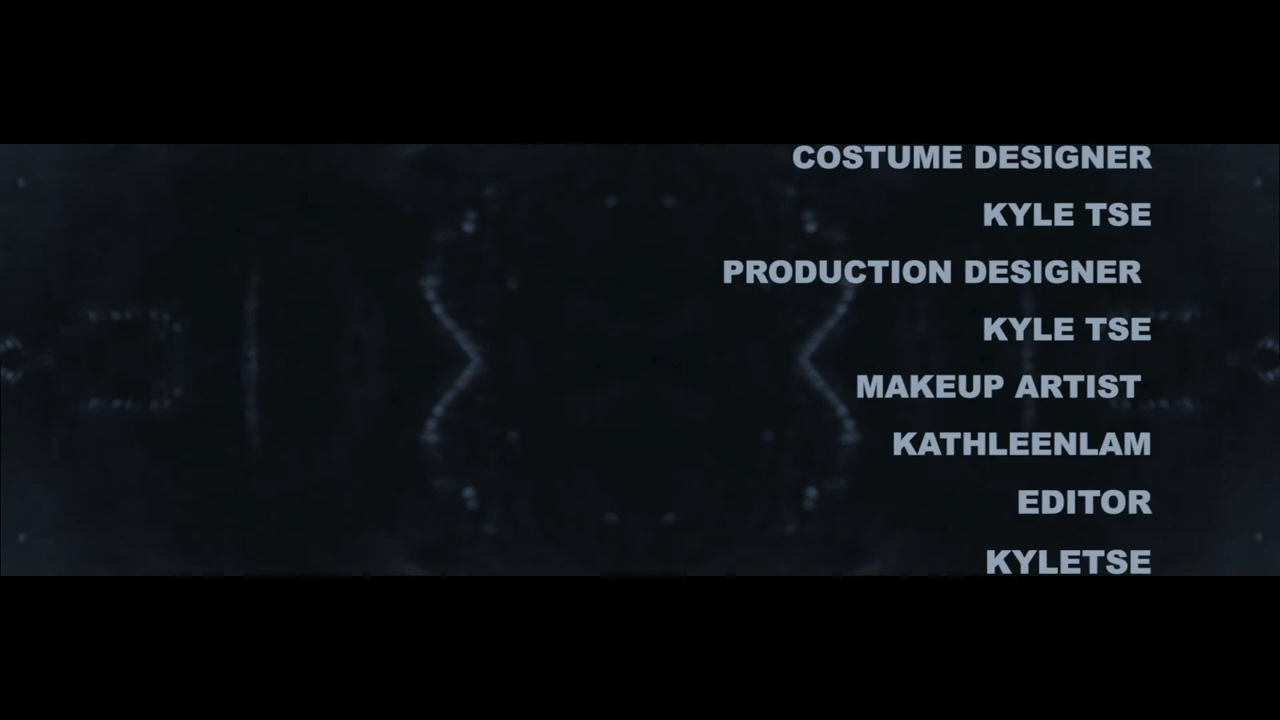 COSTUME DESIGNER
KYLE TSE
PRODUCTION DESIGNER
KYLE TSE
MAKEUP ARTIST
KATHLEENLAM
EDITOR
KYLETSE